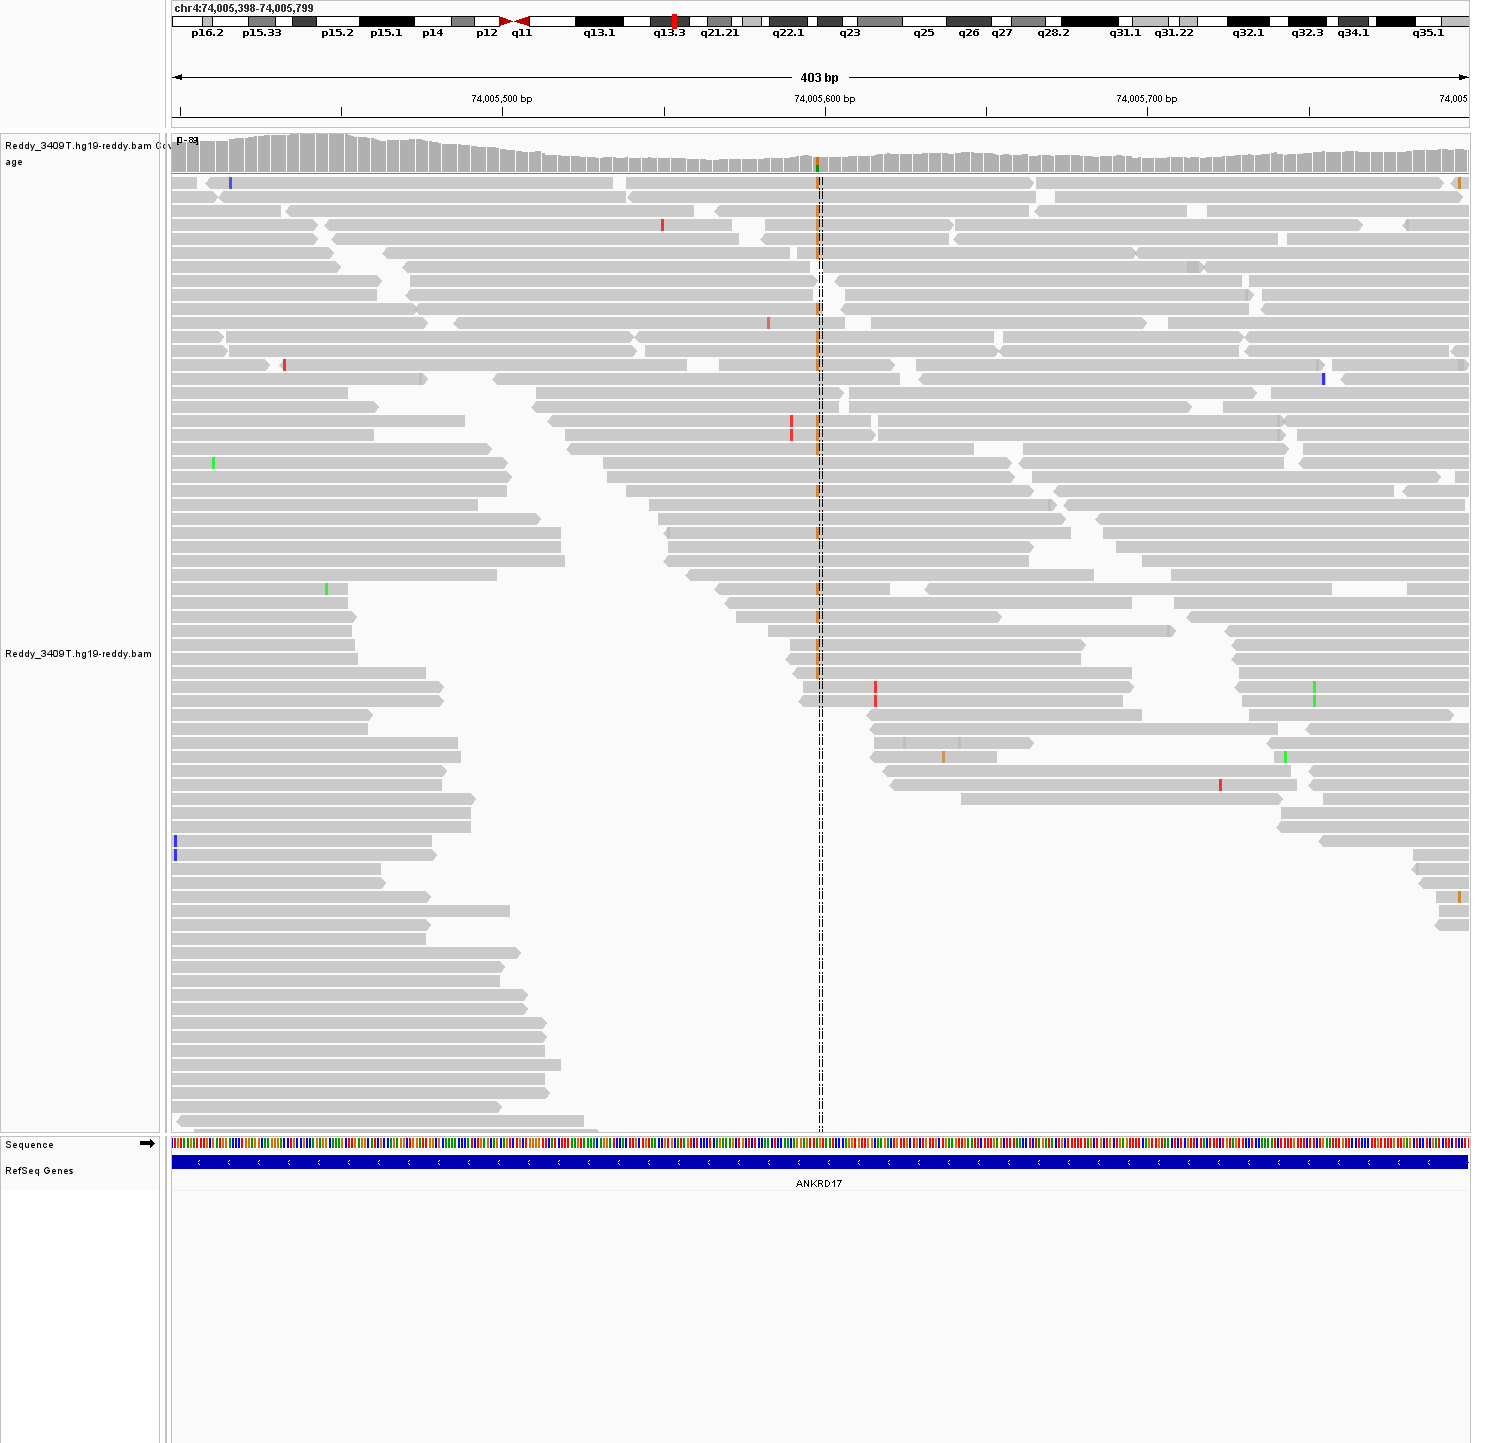 chr4:74,005,398-74,005,799
p16.2 p15.33 p15.2 p15.1 p14 p12 q11 q13.1 q13.3 q21.21 q22.1 q23 q25 q26 q27 q28.2 q31.1 q31.22 q32.1 q32.3 q34.1 q35.1
403 bp
74,005,500 bp 74,005,600 bp 74,005,700 bp 74,005
Reddy_3409T.hg19-reddy.bam Cov
age
Reddy_3409T.hg19-reddy.bam
Sequence
RefSeq Genes
ANKRD17